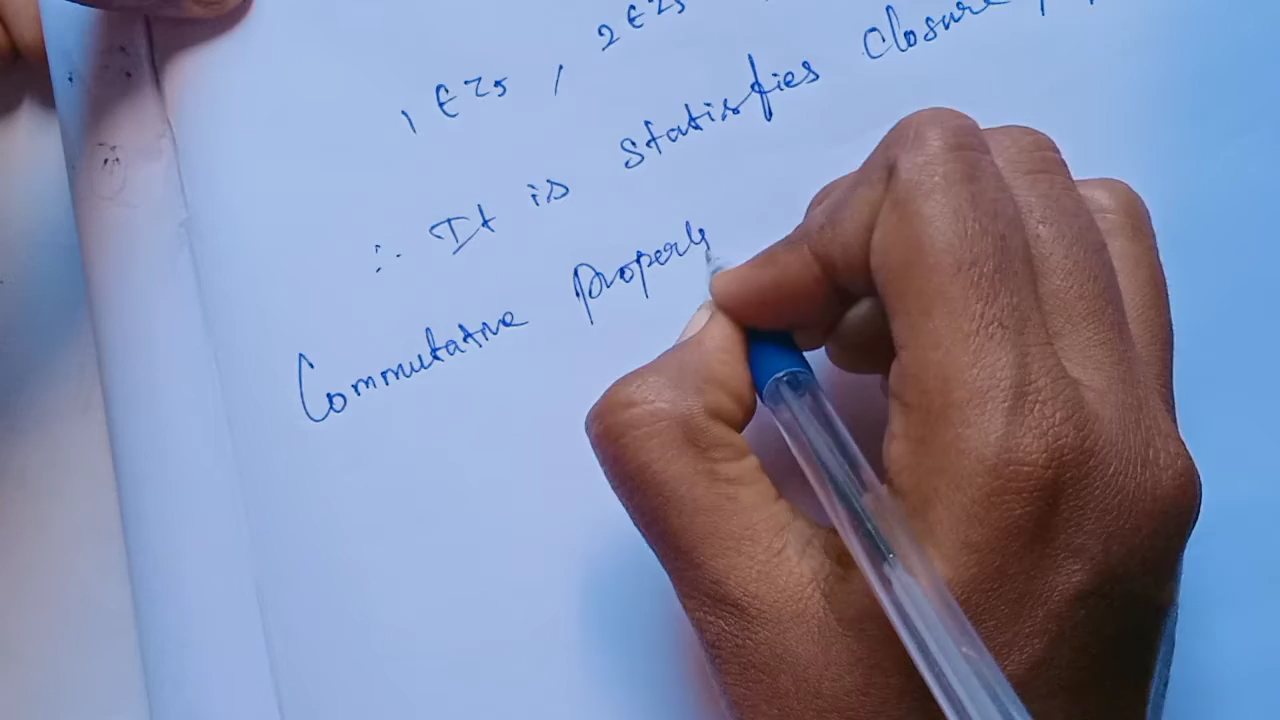 1 ∈ Z5 , 2 ∈ Z5
∴ It is statisfies closure
Commutative Property